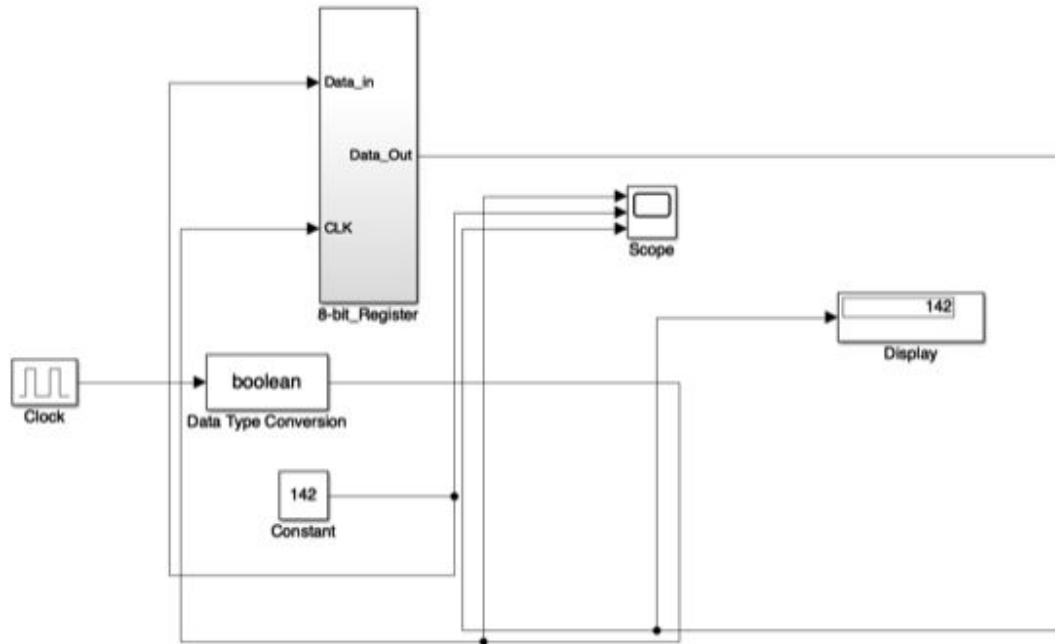 Data_in
Data_Out
CLK
8-bit_Register
Scope
142
Display
boolean
Clock
Data Type Conversion
142
Constant